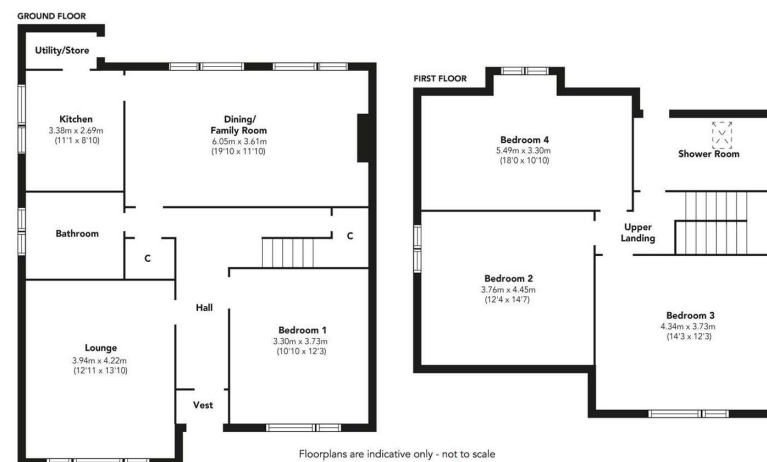 GROUND FLOOR
Utility/Store
Kitchen
3.38m x 2.69m
(11'1 x 8'10)
Dining/
Family Room
6.05m x 3.61m
(19'10 x 11'10)
Bathroom
C
C
Hall
Lounge
3.94m x 4.22m
(12'11 x 13'10)
Bedroom 1
3.30m x 3.73m
(10'10 x 12'3)
Vest
FIRST FLOOR
Bedroom 4
5.49m x 3.30m
(18'0 x 10'10)
Shower Room
Upper
Landing
Bedroom 2
3.76m x 4.45m
(12'4 x 14'7)
Bedroom 3
4.34m x 3.73m
(14'3 x 12'3)
Floorplans are indicative only - not to scale